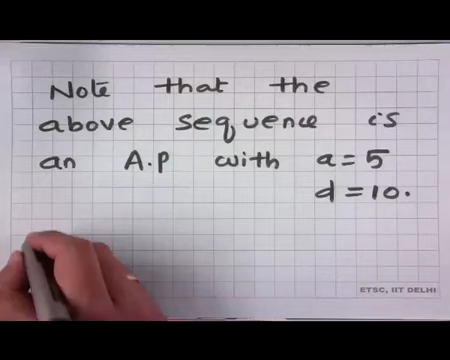 Note that the
above sequence is
an A.P with a = 5
d = 10.
ETSC, IIT DELHI